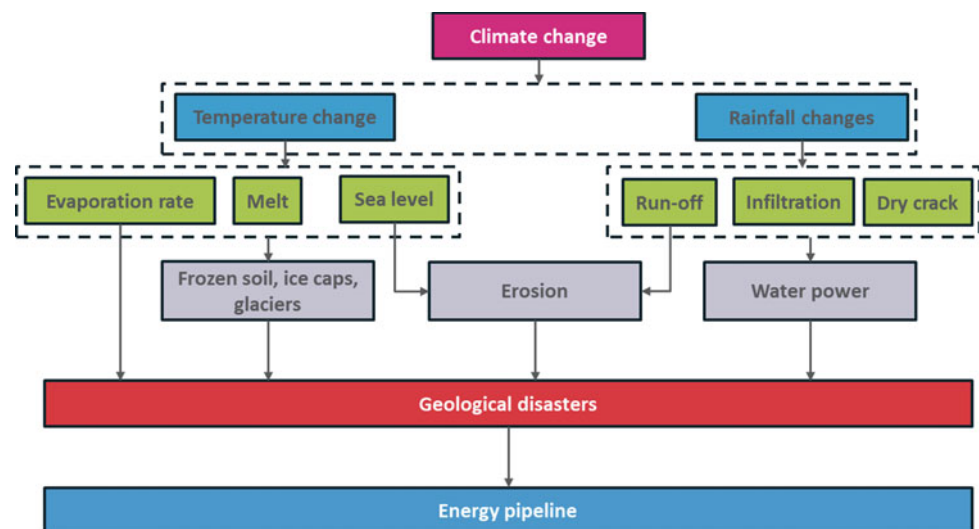 Climate change
Temperature change
Rainfall changes
Evaporation rate
Melt
Sea level
Run-off
Infiltration
Dry crack
Frozen soil, ice caps,
glaciers
Erosion
Water power
Geological disasters
Energy pipeline